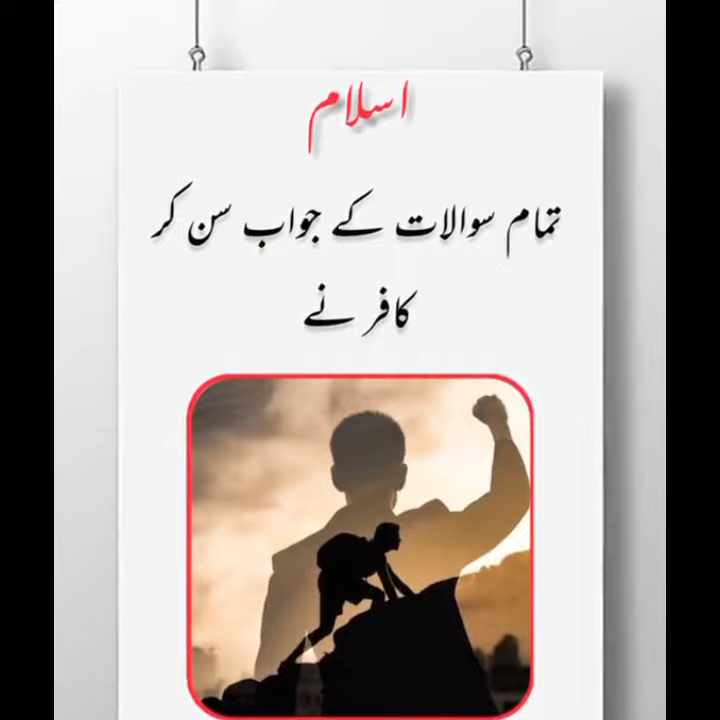 اسلام
تمام سوالات کے جواب سن کر
کافر نے